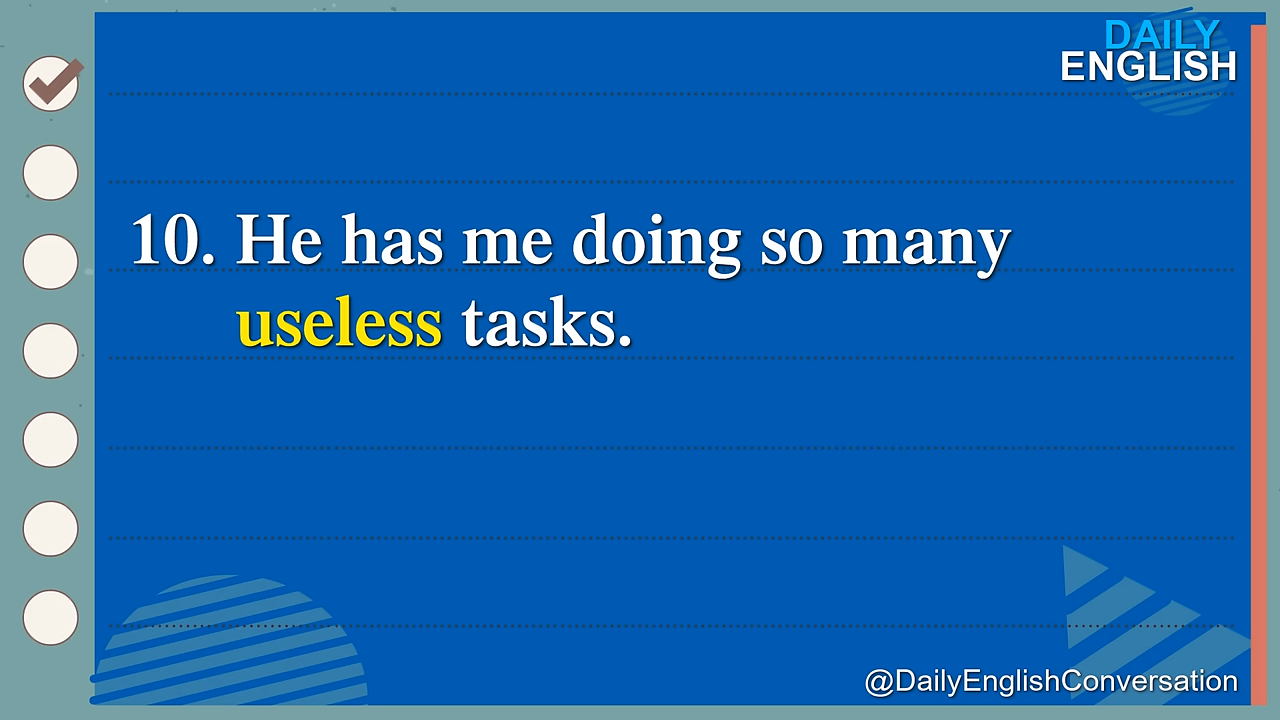 DAILY
ENGLISH
10. He has me doing so many
useless tasks.
@DailyEnglishConversation